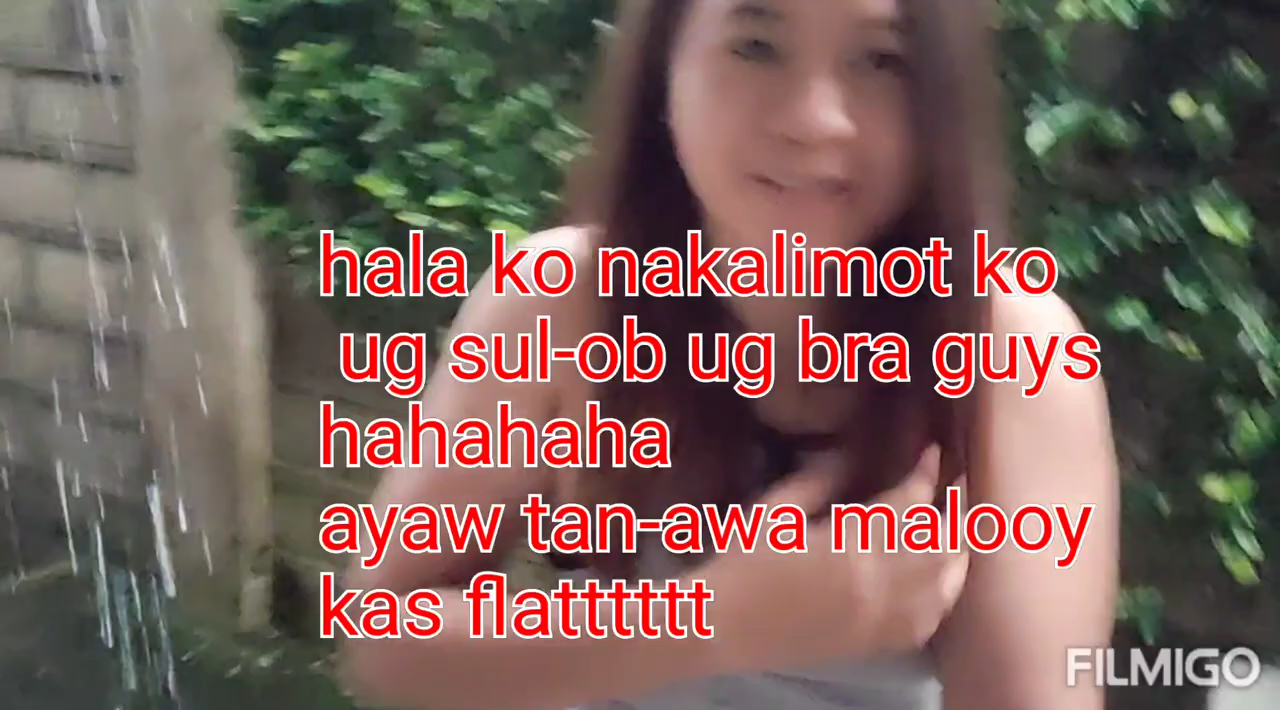 hala ko nakalimot ko
ug sul-ob ug bra guys
hahahaha
ayaw tan-awa malooy
kas flatttttt
FILMIGO